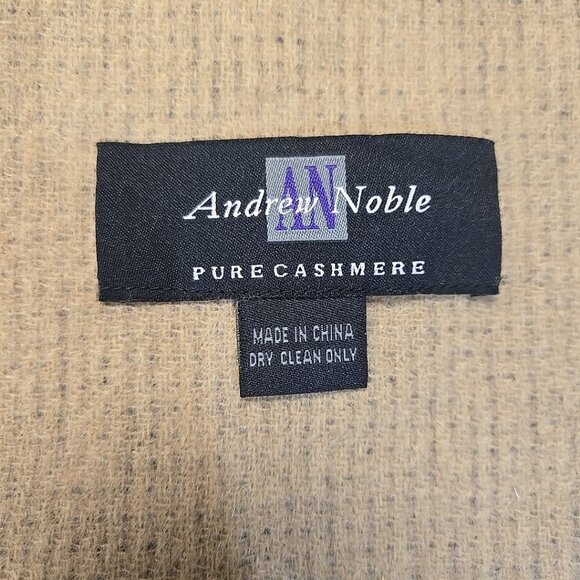 AN
Andrew Noble
PURE CASHMERE
MADE IN CHINA
DRY CLEAN ONLY